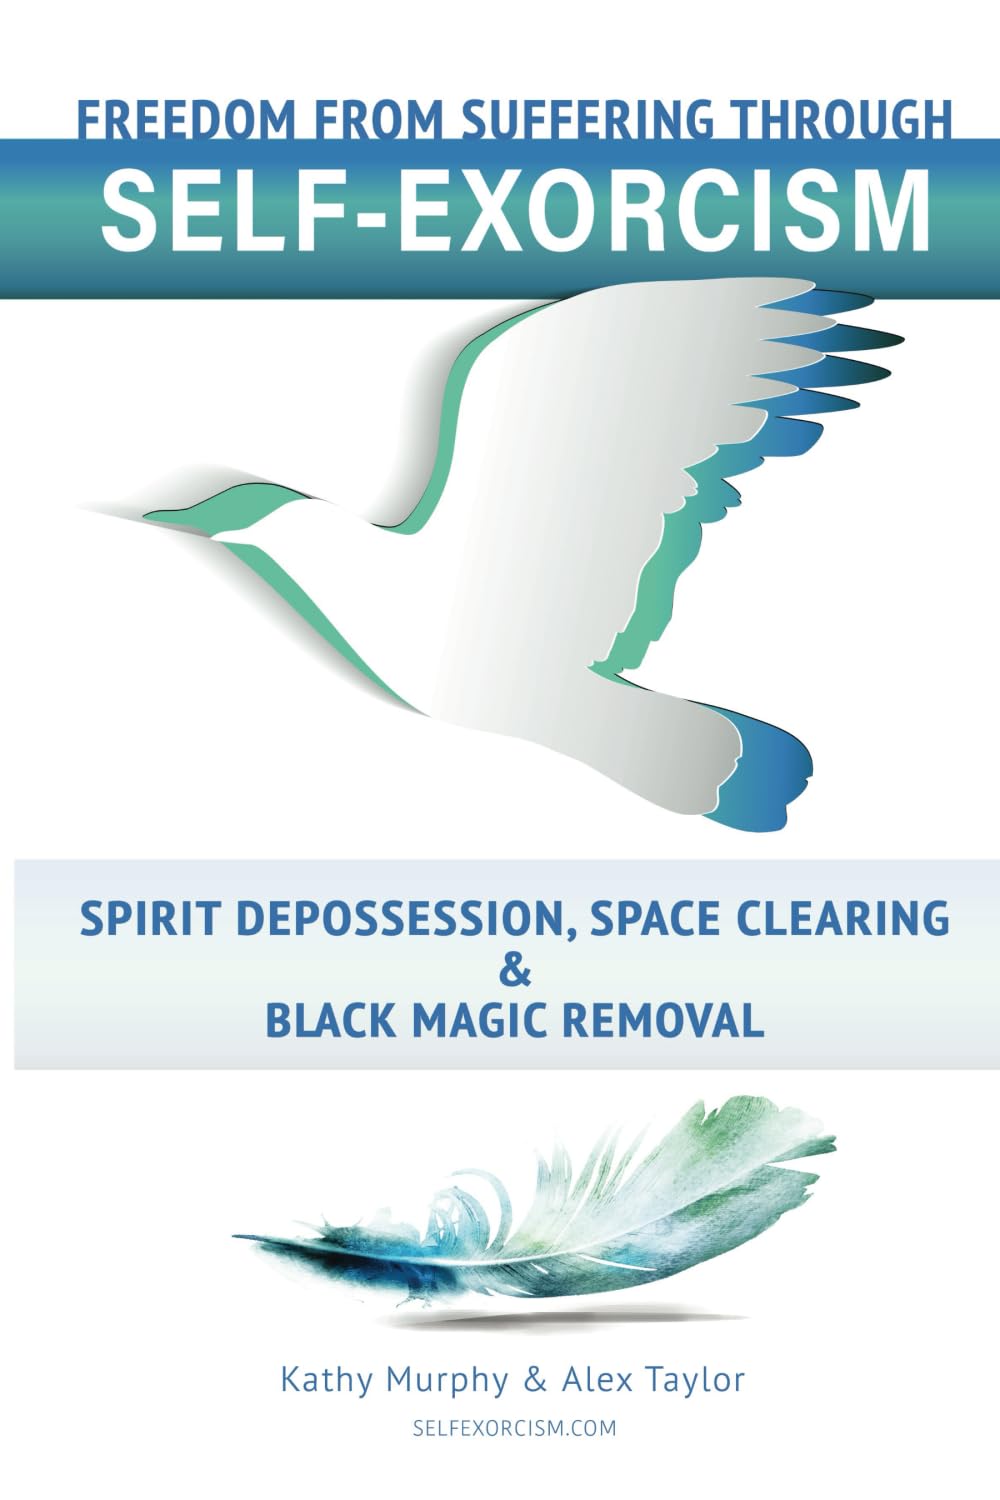 FREEDOM FROM SUFFERING THROUGH
SELF-EXORCISM
SPIRIT DEPOSSESSION, SPACE CLEARING
&
BLACK MAGIC REMOVAL
Kathy Murphy & Alex Taylor
SELFEXORCISM.COM